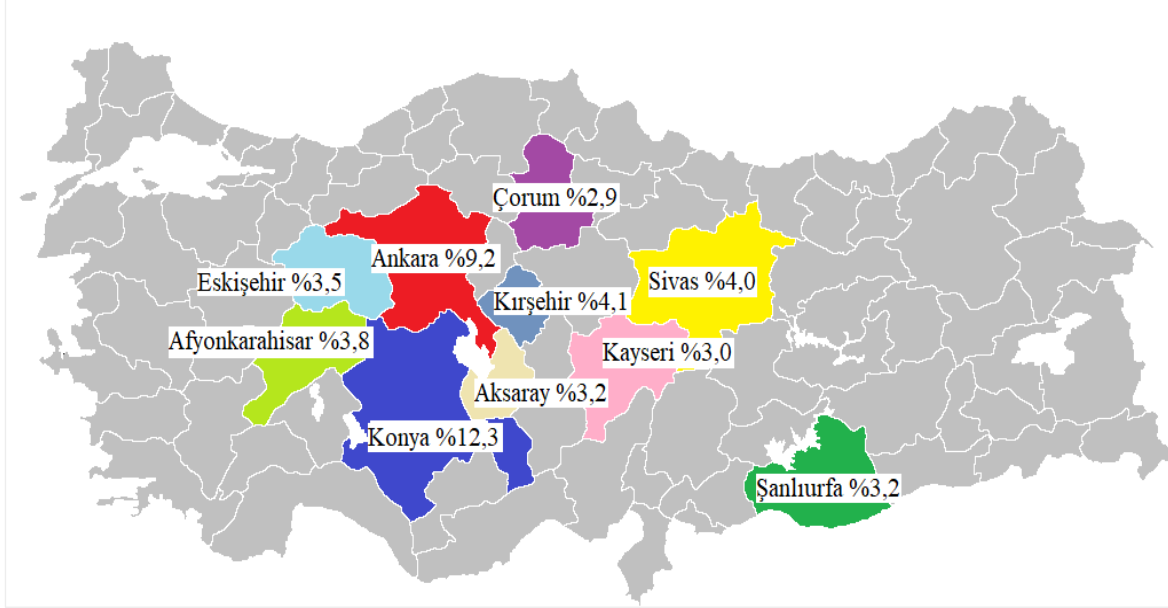 Çorum %2,9
Ankara %9,2
Eskişehir %3,5
Sivas %4,0
Kırşehir %4,1
Afyonkarahisar %3,8
Kayseri %3,0
Aksaray %3,2
Konya %12,3
Şanlıurfa %3,2